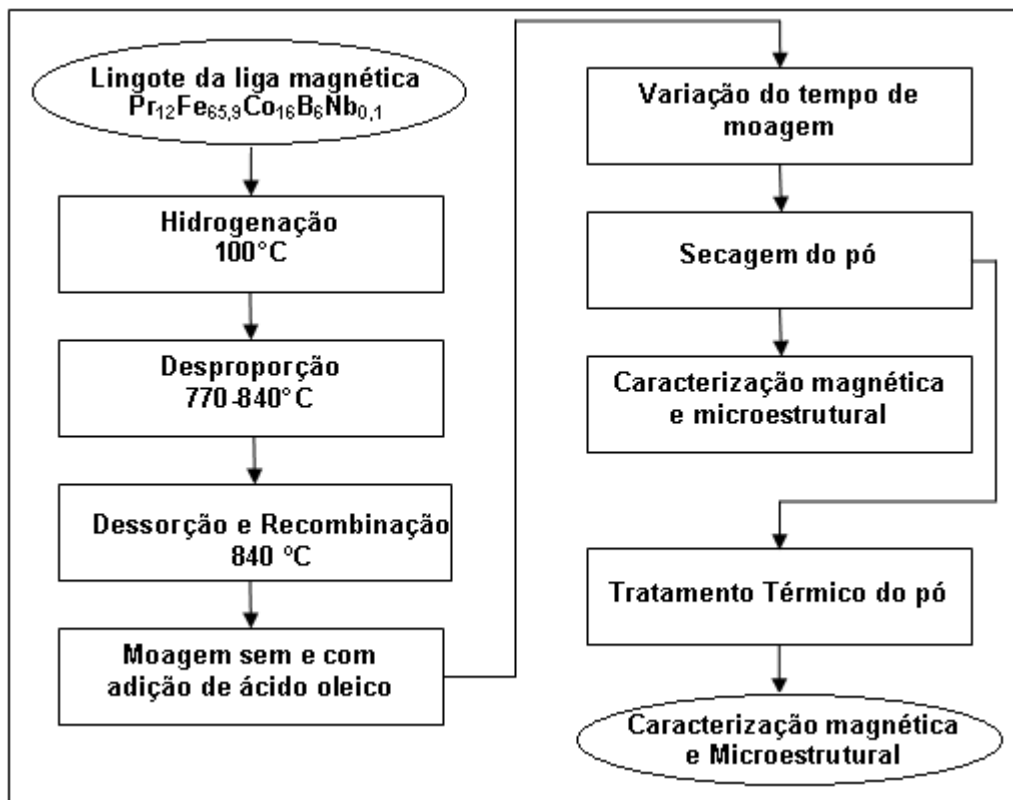 Lingote da liga magnética
Pr₁₂Fe₆₅,₉Co₁₆B₆Nb₀,₁
Hidrogenação
100°C
Desproporção
770-840°C
Dessorção e Recombinação
840 ºC
Moagem sem e com
adição de ácido oleico
Variação do tempo de
moagem
Secagem do pó
Caracterização magnética
e microestrutural
Tratamento Térmico do pó
Caracterização magnética
e Microestrutural